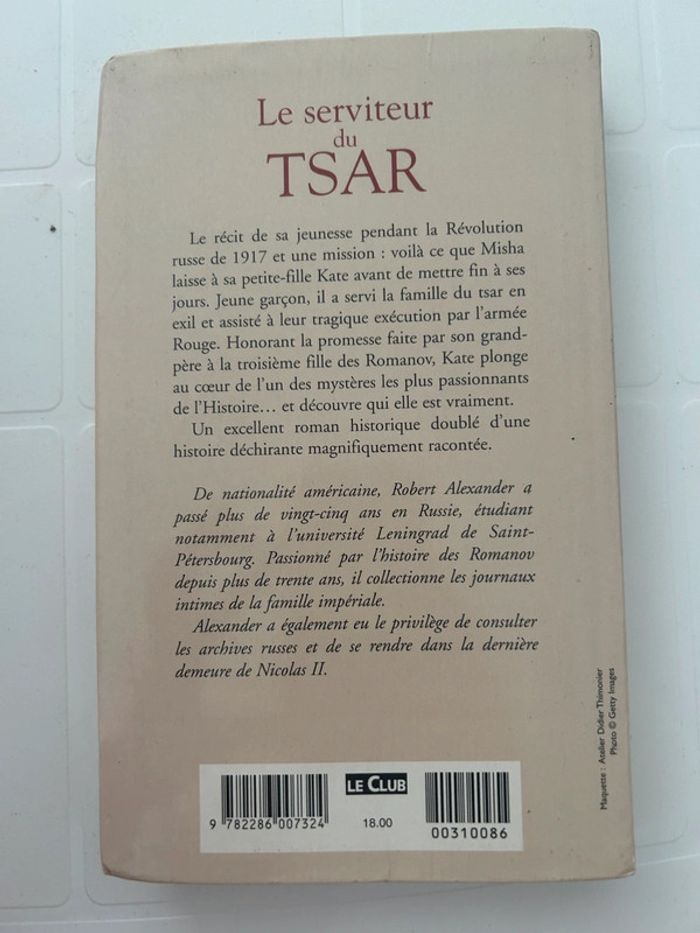 Le serviteur
du
TSAR
Le récit de sa jeunesse pendant la Révolution
russe de 1917 et une mission : voilà ce que Misha
laisse à sa petite-fille Kate avant de mettre fin à ses
jours. Jeune garçon, il a servi la famille du tsar en
exil et assisté à leur tragique exécution par l'armée
Rouge. Honorant la promesse faite par son grand-
père à la troisième fille des Romanov, Kate plonge
au cœur de l'un des mystères les plus passionnants
de l'Histoire… et découvre qui elle est vraiment.
Un excellent roman historique doublé d'une
histoire déchirante magnifiquement racontée.
De nationalité américaine, Robert Alexander a
passé plus de vingt-cinq ans en Russie, étudiant
notamment à l'université Leningrad de Saint-
Pétersbourg. Passionné par l'histoire des Romanov
depuis plus de trente ans, il collectionne les journaux
intimes de la famille impériale.
Alexander a également eu le privilège de consulter
les archives russes et de se rendre dans la dernière
demeure de Nicolas II.
Maquette : Atelier Didier Thimonier
Photo © Getty Images
LE CLUB
9 782286 007324
18.00
00310086